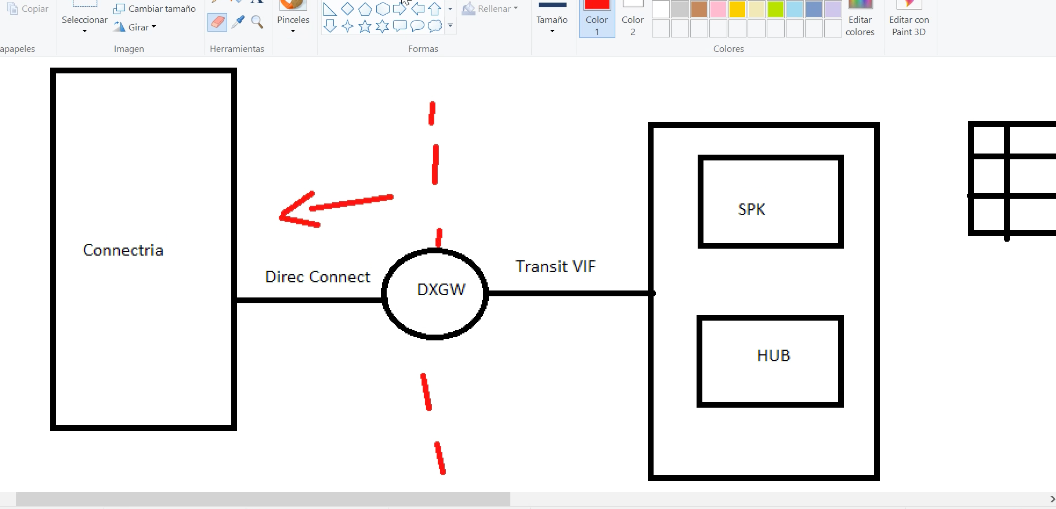 Copiar
Seleccionar
Cambiar tamaño
Girar
Pinceles
Rellenar
Tamaño
Color
1
Color
2
Editar
colores
Editar con
Paint 3D
apapeles
Imagen
Herramientas
Formas
Colores
Connectria
Direc Connect
DXGW
Transit VIF
SPK
HUB